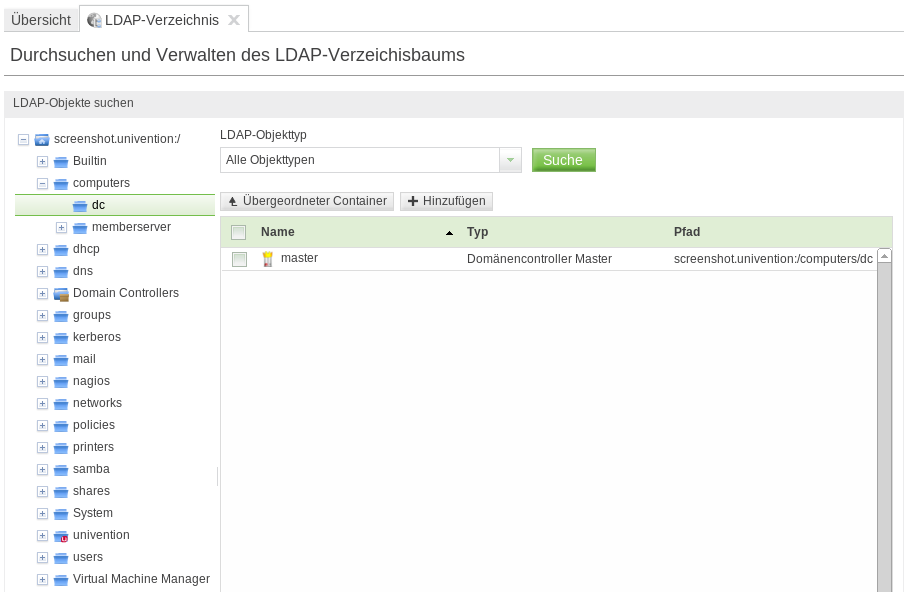 Übersicht
LDAP-Verzeichnis
Durchsuchen und Verwalten des LDAP-Verzeichisbaums
LDAP-Objekte suchen
screenshot.univention:/
Builtin
computers
dc
memberserver
dhcp
dns
Domain Controllers
groups
kerberos
mail
nagios
networks
policies
printers
samba
shares
System
univention
users
Virtual Machine Manager
LDAP-Objekttyp
Alle Objekttypen
Suche
Übergeordneter Container
Hinzufügen
Name Typ Pfad
master Domänencontroller Master screenshot.univention:/computers/dc